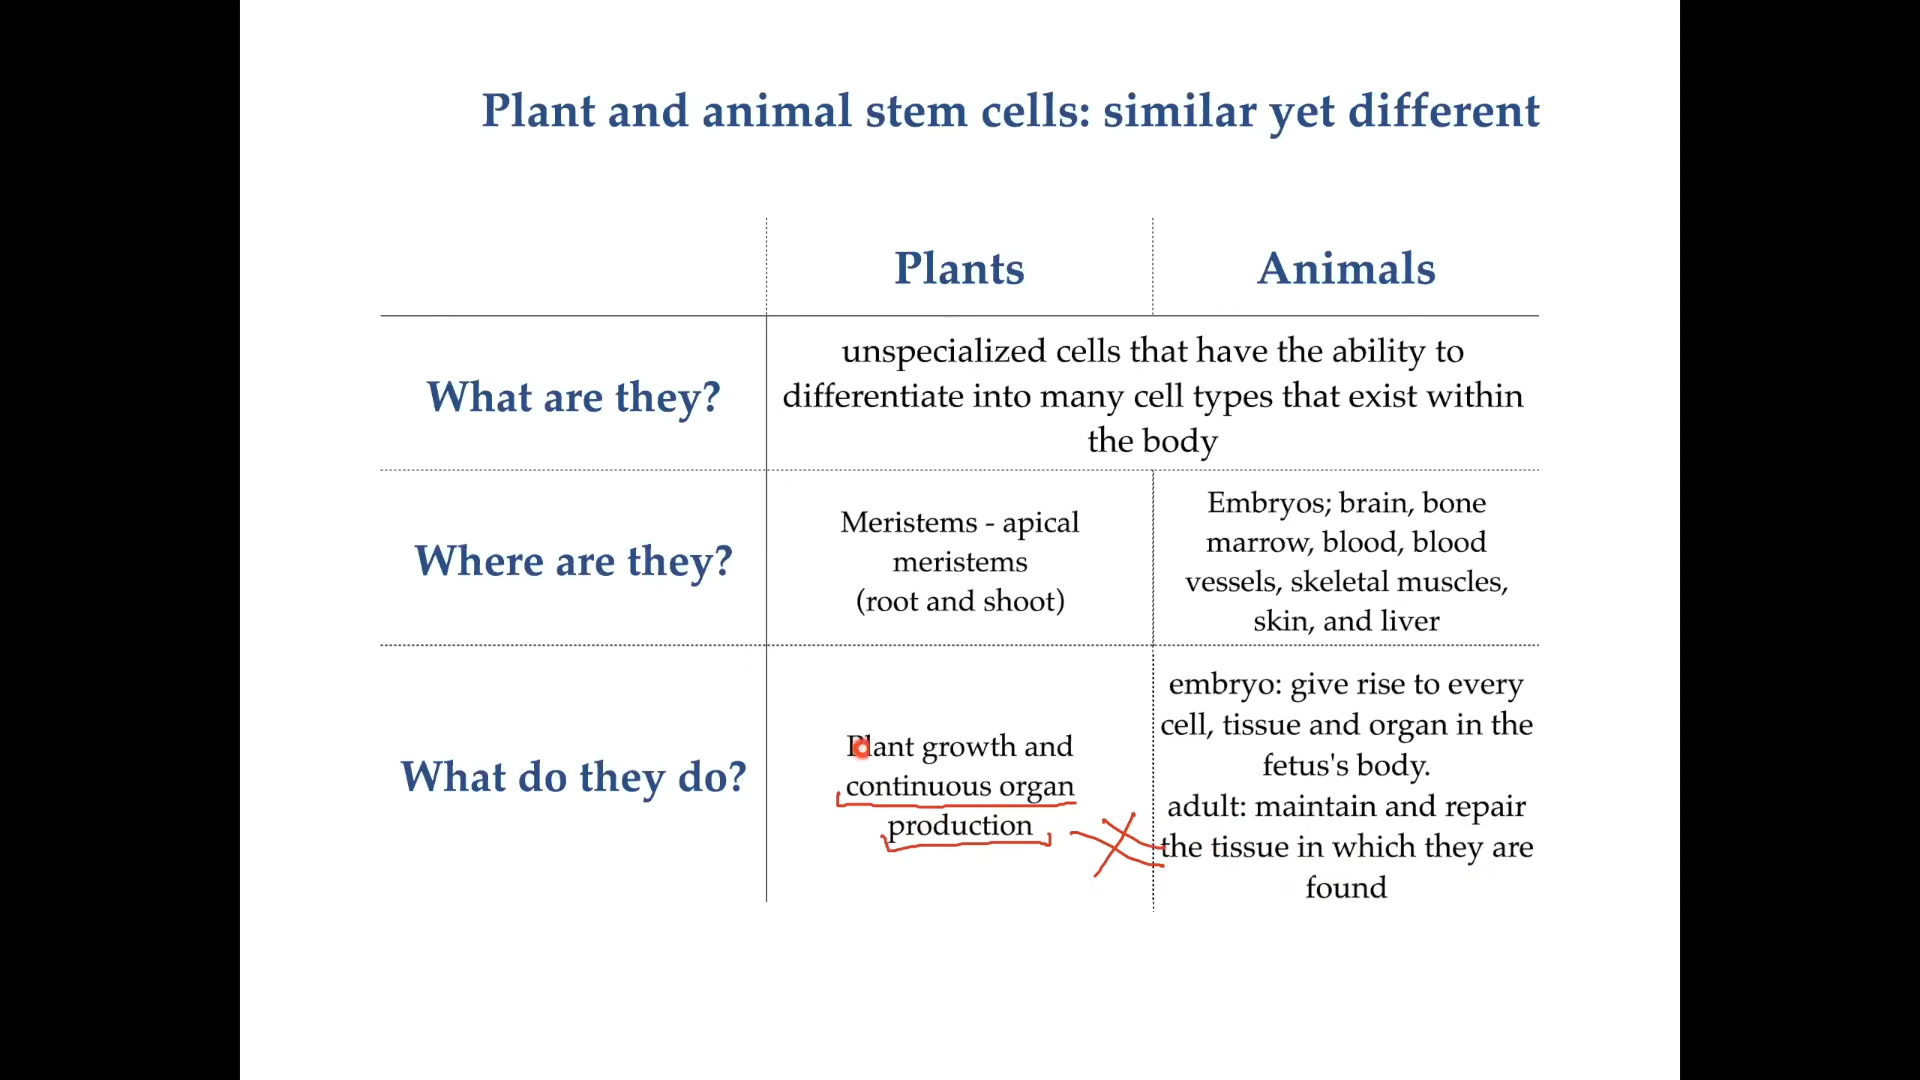 Plant and animal stem cells: similar yet different
Plants
Animals
What are they?
unspecialized cells that have the ability to
differentiate into many cell types that exist within
the body
Where are they?
Meristems - apical
meristems
(root and shoot)
Embryos; brain, bone
marrow, blood, blood
vessels, skeletal muscles,
skin, and liver
What do they do?
Plant growth and
continuous organ
production
embryo: give rise to every
cell, tissue and organ in the
fetus's body.
adult: maintain and repair
the tissue in which they are
found